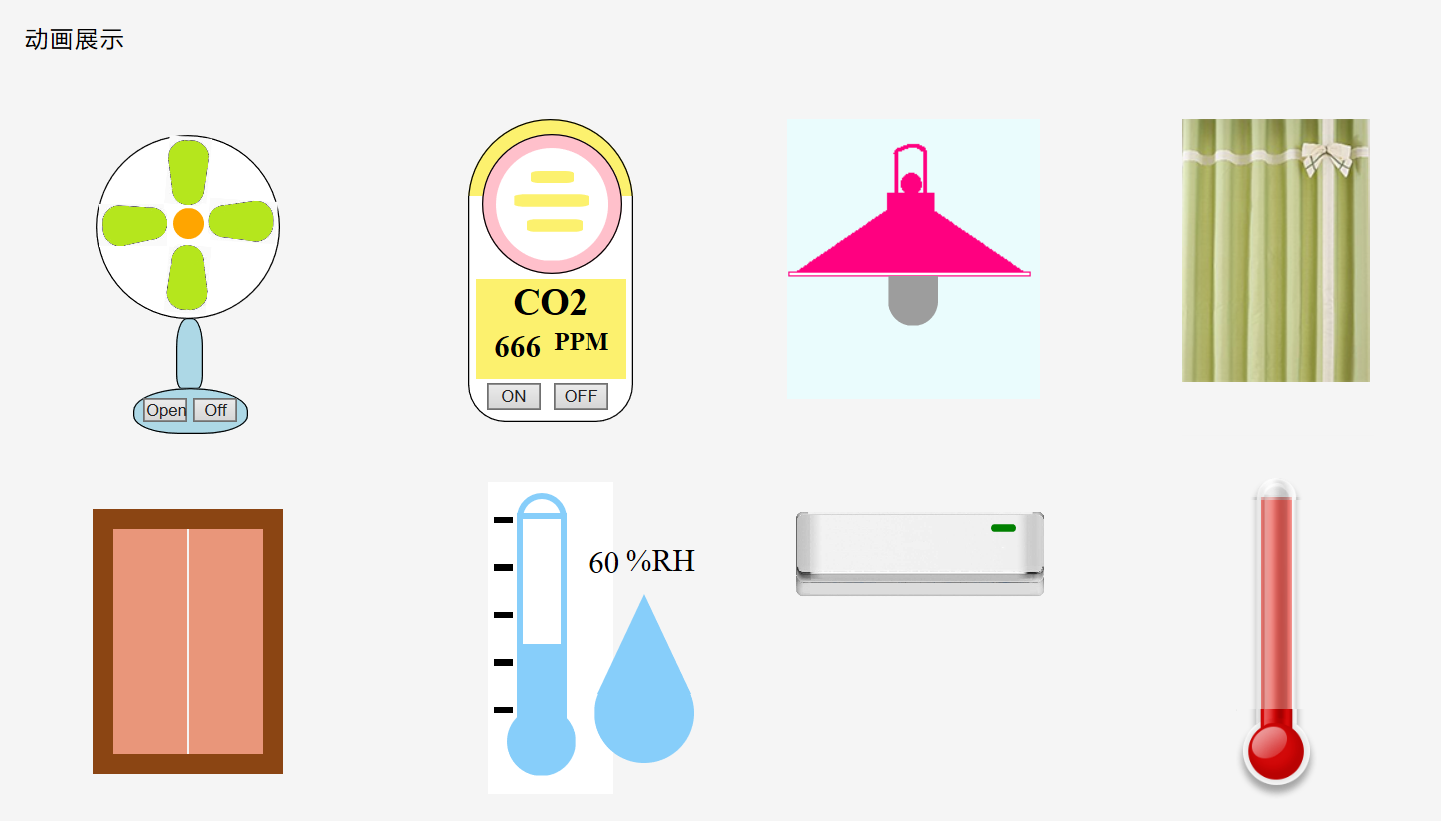 动画展示
CO2
666 PPM
ON OFF
Open Off
60 %RH